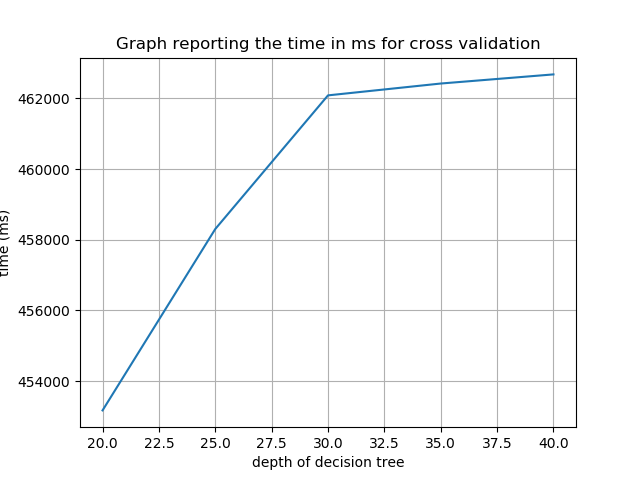 Graph reporting the time in ms for cross validation
462000
460000
458000
456000
454000
time (ms)
20.0 22.5 25.0 27.5 30.0 32.5 35.0 37.5 40.0
depth of decision tree